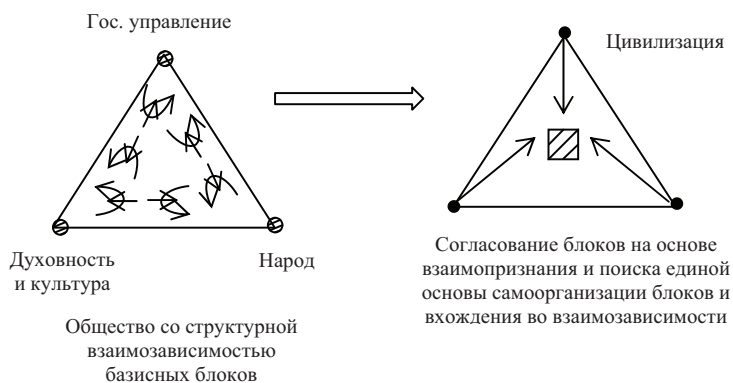 Гос. управление
Цивилизация
Духовность
и культура
Народ
Общество со структурной
взаимозависимостью
базисных блоков
Согласование блоков на основе
взаимопризнания и поиска единой
основы самоорганизации блоков и
вхождения во взаимозависимости